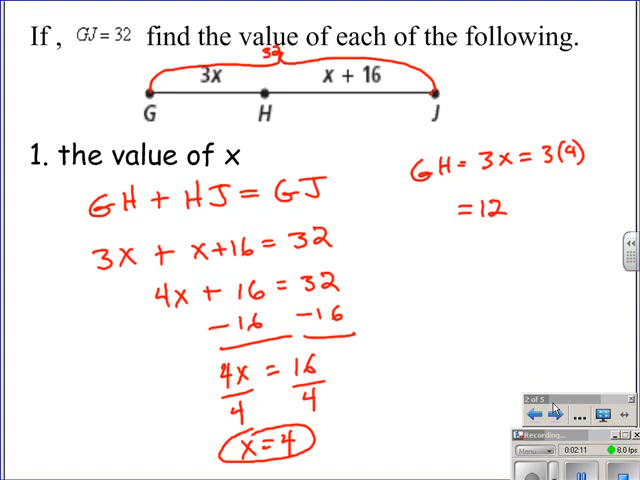 If , GJ = 32 find the value of each of the following.
32
3x x + 16
G H J
1. the value of x
GH + HJ = GJ
3x + x+16 = 32
4x + 16 = 32
-16 -16
4x = 16
4 4
x = 4
GH = 3x = 3(4)
= 12
2 of 5
...
Recording...
Menu
0:02:11
8.0 fps